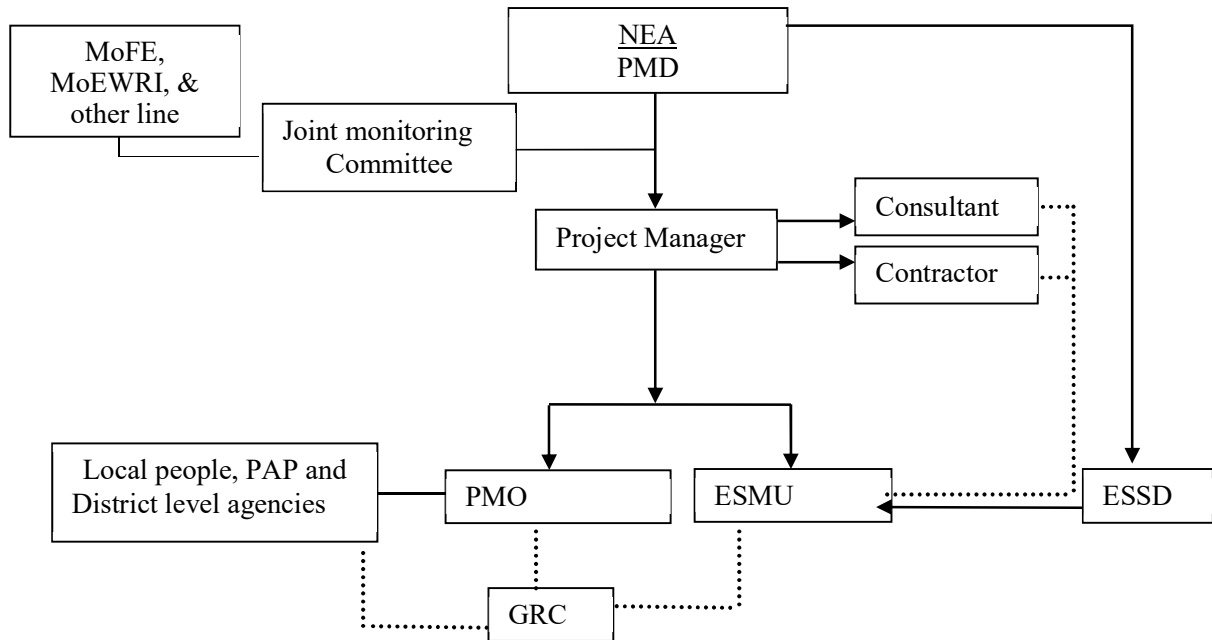 NEA
PMD
MoFE,
MoEWRI, &
other line
Joint monitoring
Committee
Project Manager
Consultant
Contractor
Local people, PAP and
District level agencies
PMO
ESMU
ESSD
GRC